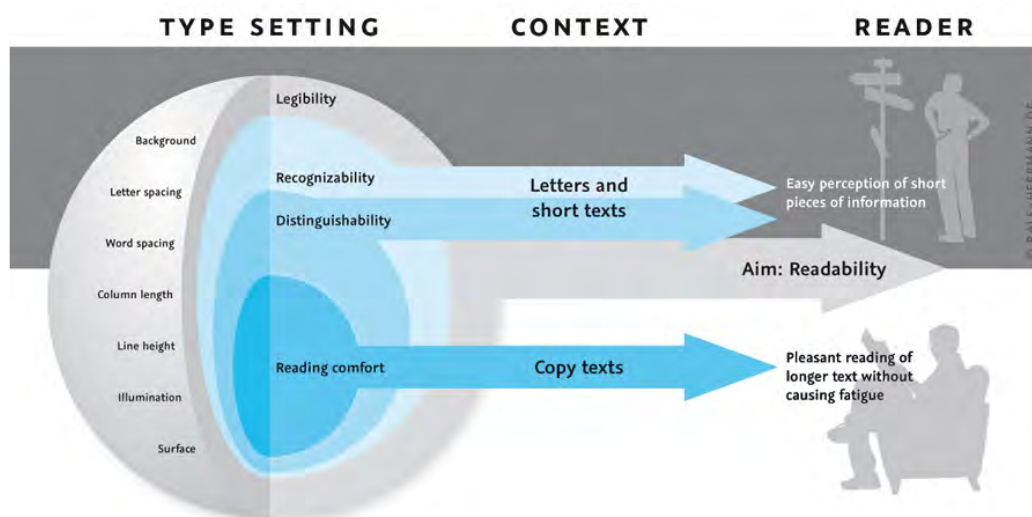 TYPE SETTING
CONTEXT
READER
Legibility
Background
Recognizability
Letter spacing
Distinguishability
Word spacing
Column length
Line height
Reading comfort
Illumination
Surface
Letters and
short texts
Easy perception of short
pieces of information
Aim: Readability
Copy texts
Pleasant reading of
longer text without
causing fatigue